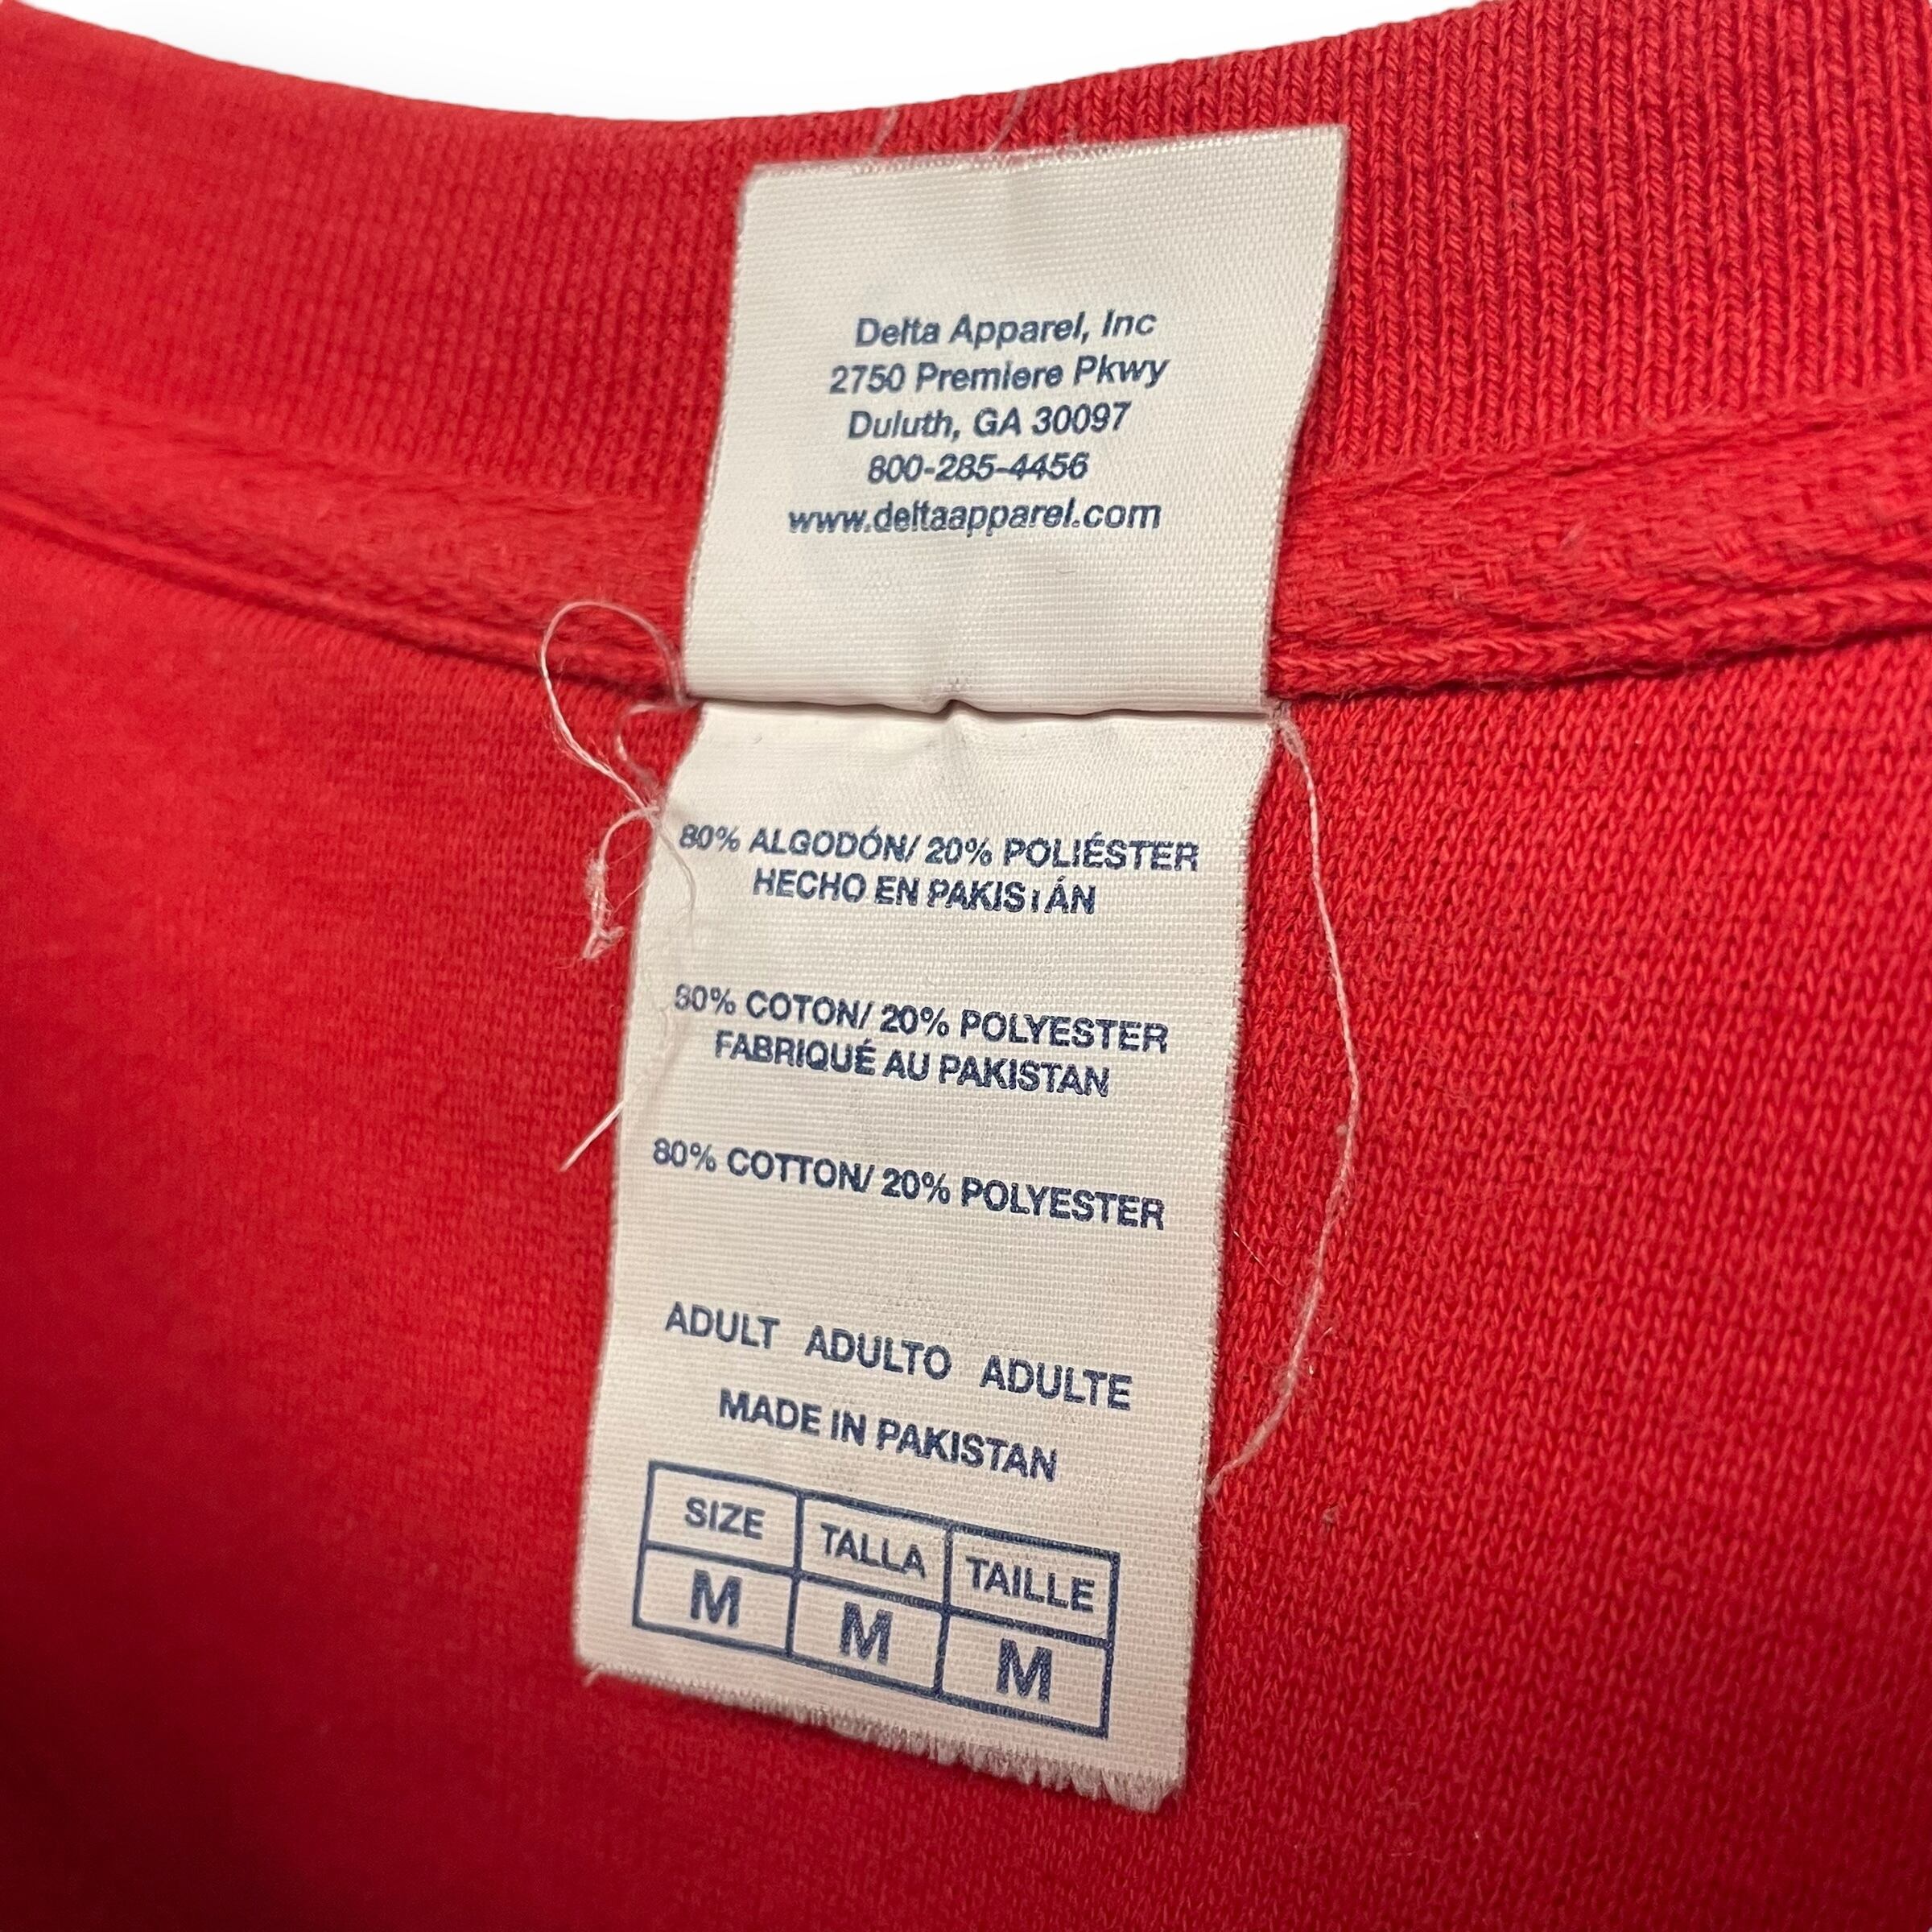 Delta Apparel, Inc
2750 Premiere Pkwy
Duluth, GA 30097
800-285-4456
www.deltaapparel.com
80% ALGODÓN/ 20% POLIÉSTER
HECHO EN PAKISTÁN
80% COTON/ 20% POLYESTER
FABRIQUÉ AU PAKISTAN
80% COTTON/ 20% POLYESTER
ADULT ADULTO ADULTE
MADE IN PAKISTAN
SIZE TALLA TAILLE
M M M